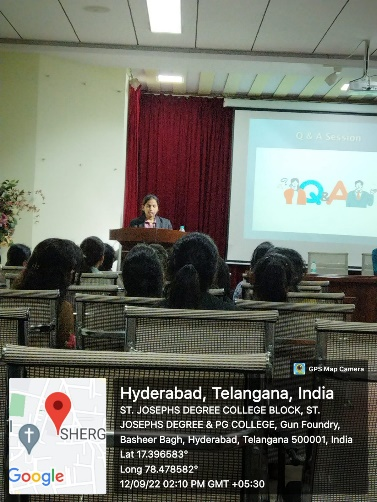 Q & A Session
Q&A
GPS Map Camera
SHERG
Google
Hyderabad, Telangana, India
ST. JOSEPHS DEGREE COLLEGE BLOCK, ST.
JOSEPHS DEGREE & PG COLLEGE, Gun Foundry,
Basheer Bagh, Hyderabad, Telangana 500001, India
Lat 17.396583°
Long 78.478582°
12/09/22 02:10 PM GMT +05:30